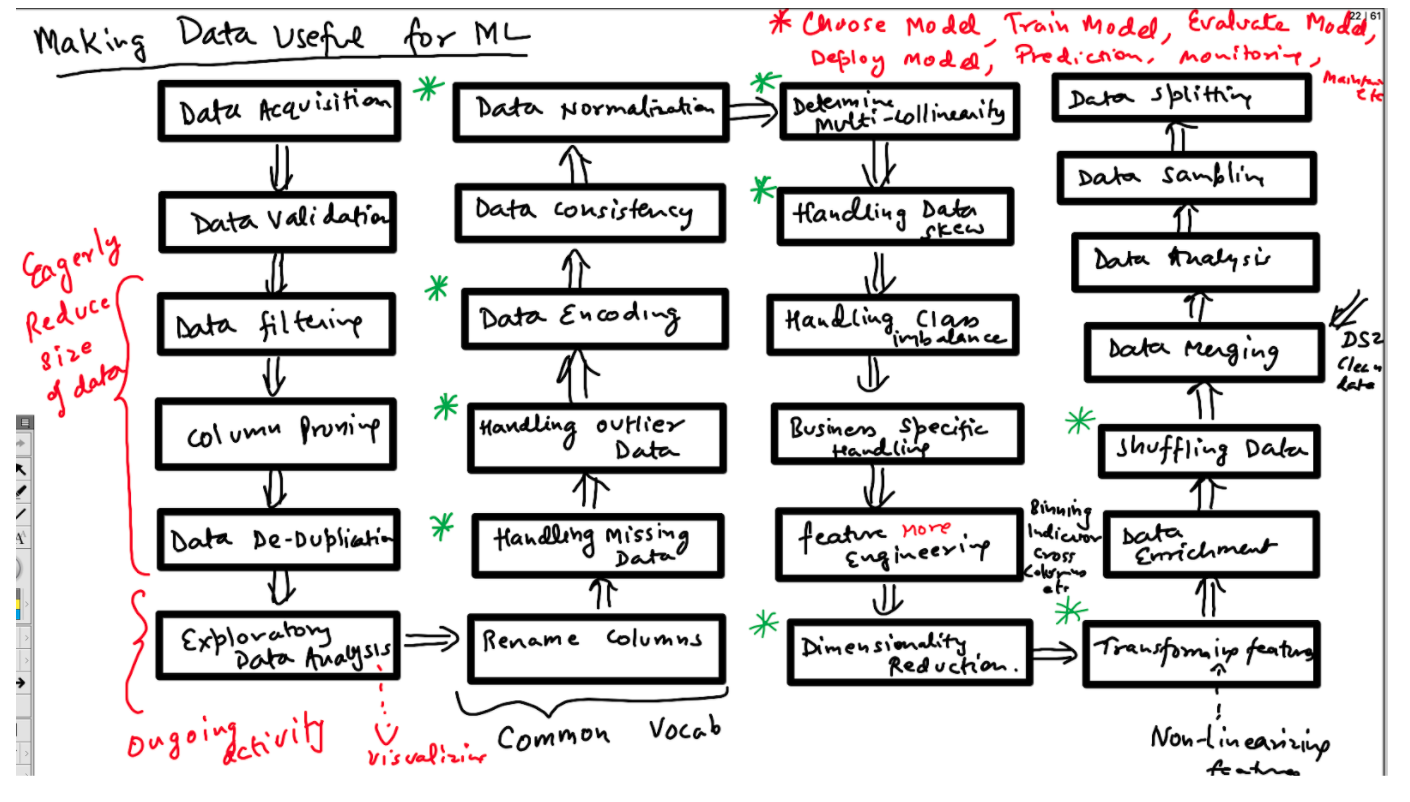 Making Data Useful for ML
22 / 61
* Choose Model, Train Model, Evaluate Model,
Deploy Model, Prediction, monitoring,
etc
Data Acquisition
Data Validation
Eagerly
Reduce
size
of data
Data filtering
Column Pruning
Data De-Duplication
Exploratory
Data Analysis
Ongoing
activity
Visualizing
Rename Columns
Common Vocab
* Handling Missing
Data
* Handling outlier
Data
* Data Encoding
Data Consistency
* Data Normalization
* Determine
Multi-collinearity
* Handling Data
Skew
Handling Class
imbalance
Business Specific
Handling
feature More
Engineering
Binning
Indicator
Cross
Columns
etc
* Dimensionality
Reduction.
* Transforming feature
Non-linearizing
features
Data
Enrichment
* Shuffling Data
Data Merging
DS2
Clean
data
Data Analysis
Data Sampling
Data Splitting